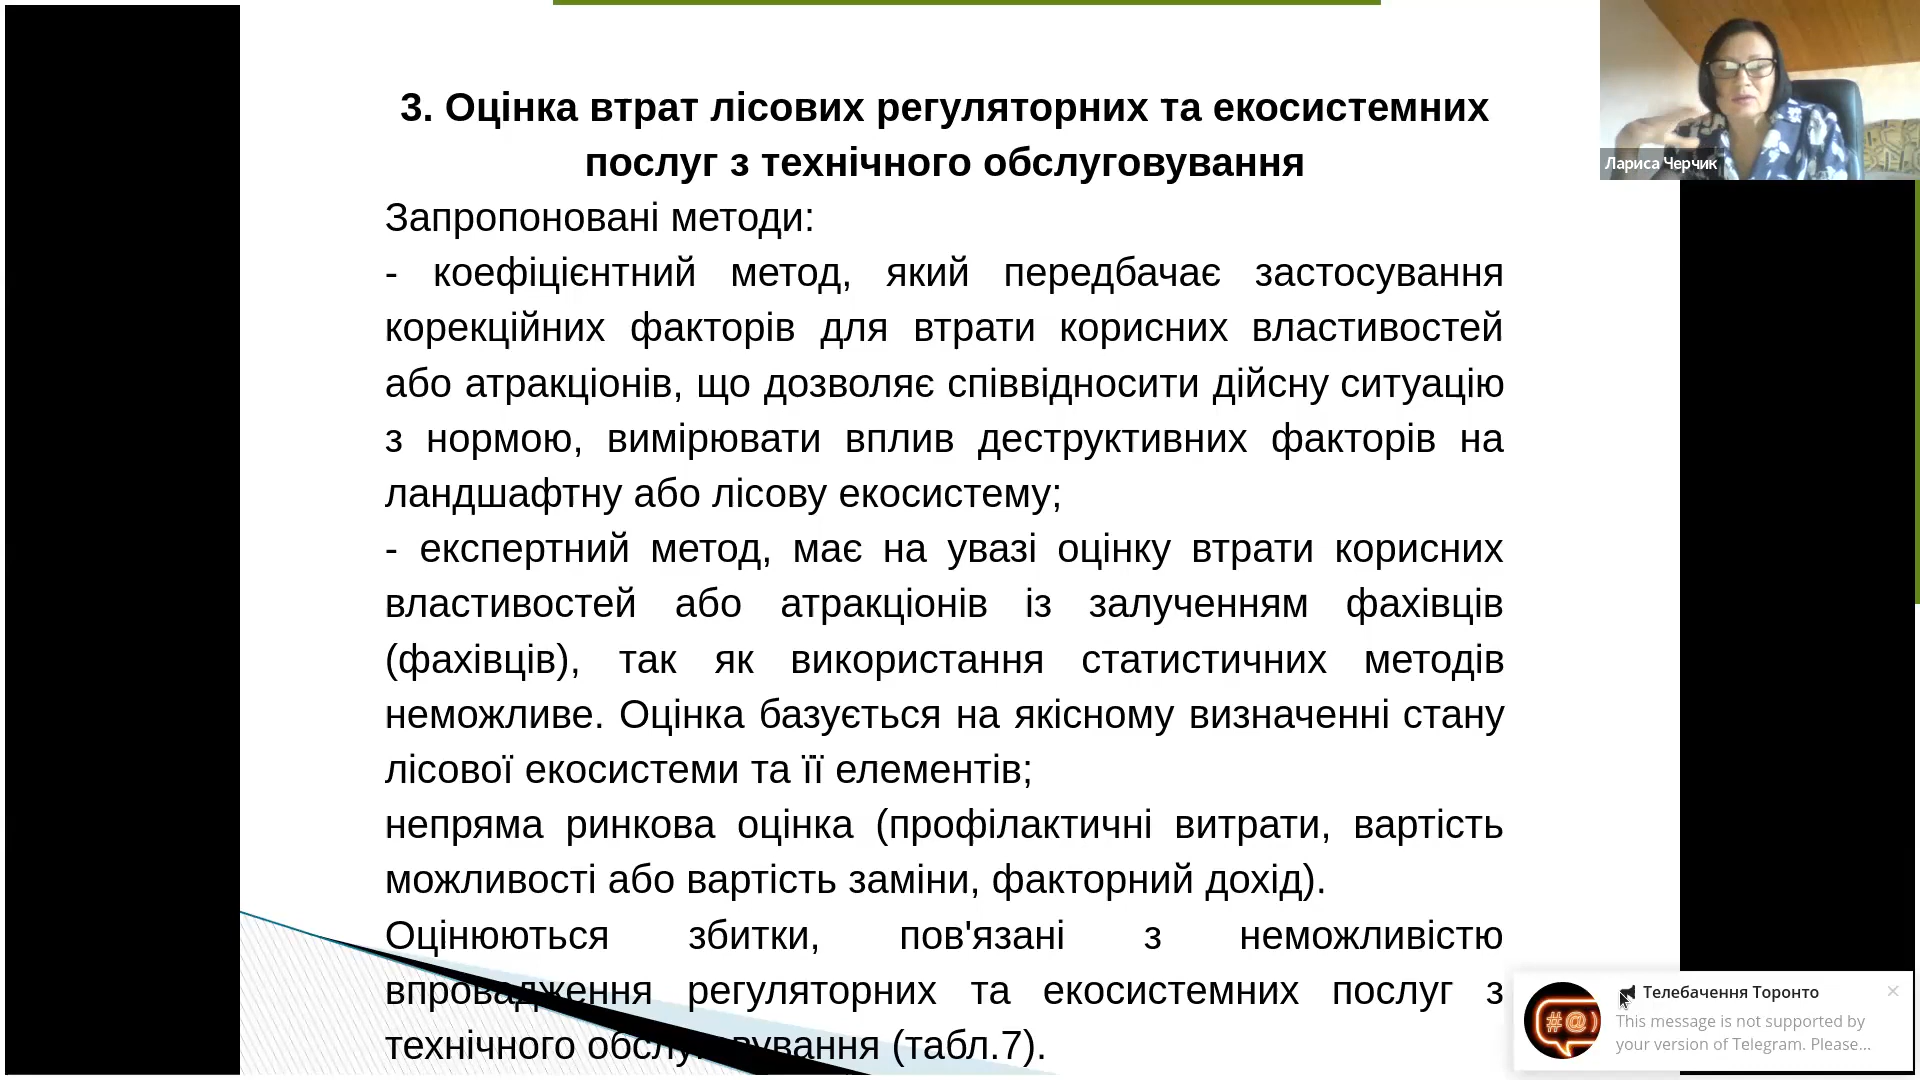 3. Оцінка втрат лісових регуляторних та екосистемних
послуг з технічного обслуговування
Запропоновані методи:
- коефіцієнтний метод, який передбачає застосування
корекційних факторів для втрати корисних властивостей
або атракціонів, що дозволяє співвідносити дійсну ситуацію
з нормою, вимірювати вплив деструктивних факторів на
ландшафтну або лісову екосистему;
- експертний метод, має на увазі оцінку втрати корисних
властивостей або атракціонів із залученням фахівців
(фахівців), так як використання статистичних методів
неможливе. Оцінка базується на якісному визначенні стану
лісової екосистеми та її елементів;
непряма ринкова оцінка (профілактичні витрати, вартість
можливості або вартість заміни, факторний дохід).
Оцінюються збитки, пов'язані з неможливістю
впровадження регуляторних та екосистемних послуг з
технічного обслуговування (табл.7).
Лариса Черчик
Телебачення Торонто
This message is not supported by
your version of Telegram. Please...
#@)